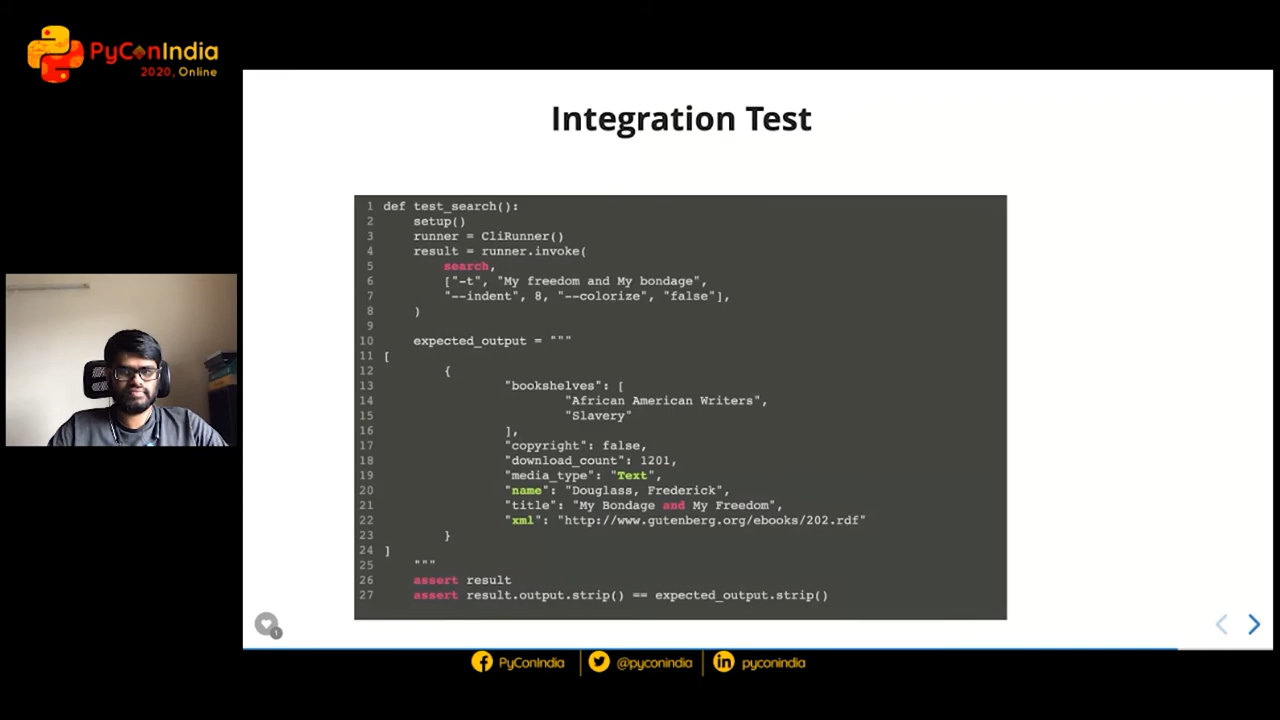 PyConIndia
2020, Online
Integration Test
1 def test_search():
2     setup()
3     runner = CliRunner()
4     result = runner.invoke(
5         search,
6         ["-t", "My freedom and My bondage",
7         "--indent", 8, "--colorize", "false"],
8     )
9
10     expected_output = """
11 [
12         {
13                 "bookshelves": [
14                         "African American Writers",
15                         "Slavery"
16                 ],
17                 "copyright": false,
18                 "download_count": 1201,
19                 "media_type": "Text",
20                 "name": "Douglass, Frederick",
21                 "title": "My Bondage and My Freedom",
22                 "xml": "http://www.gutenberg.org/ebooks/202.rdf"
23         }
24 ]
25     """
26     assert result
27     assert result.output.strip() == expected_output.strip()
1
PyConIndia @pyconindia pyconindia